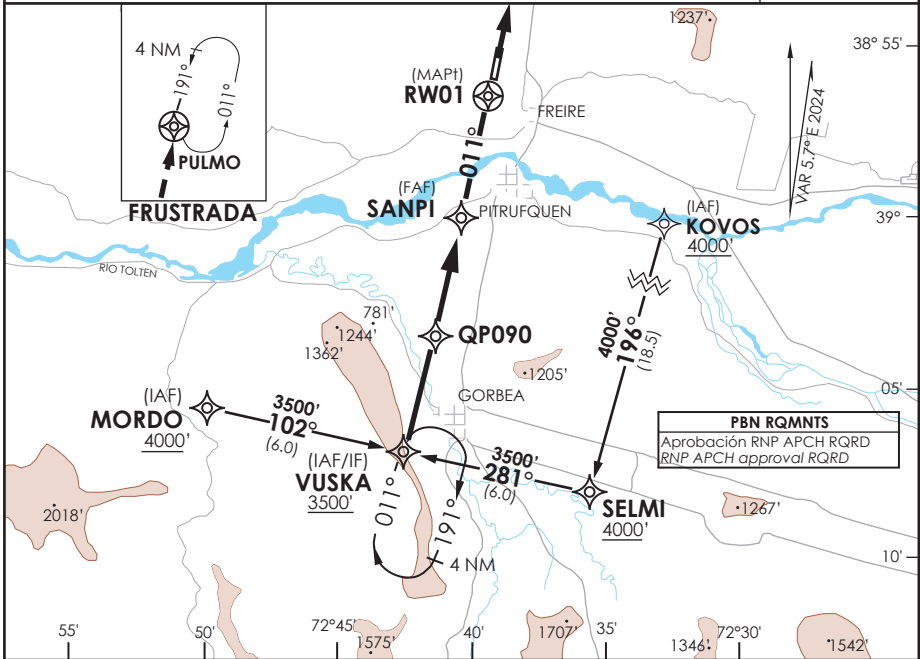 1237'
38° 55'
4 NM
191°
011°
PULMO
FRUSTRADA
(MAPt)
RW01
FREIRE
VAR 5.7° E 2024
011°
(FAF)
SANPI
PITRUFQUEN
(IAF)
KOVOS
4000'
39°
RÍO TOLTEN
4000'
196°
(18.5)
781'
1244'
1362'
QP090
1205'
05'
(IAF)
MORDO
4000'
3500'
102°
(6.0)
GORBEA
PBN RQMNTS
Aprobación RNP APCH RQRD
RNP APCH approval RQRD
(IAF/IF)
VUSKA
3500'
3500'
281°
(6.0)
SELMI
4000'
011°
191°
4 NM
2018'
1267'
10'
55'
50'
72°45'
40'
35'
72°30'
1575'
1707'
1346'
1542'